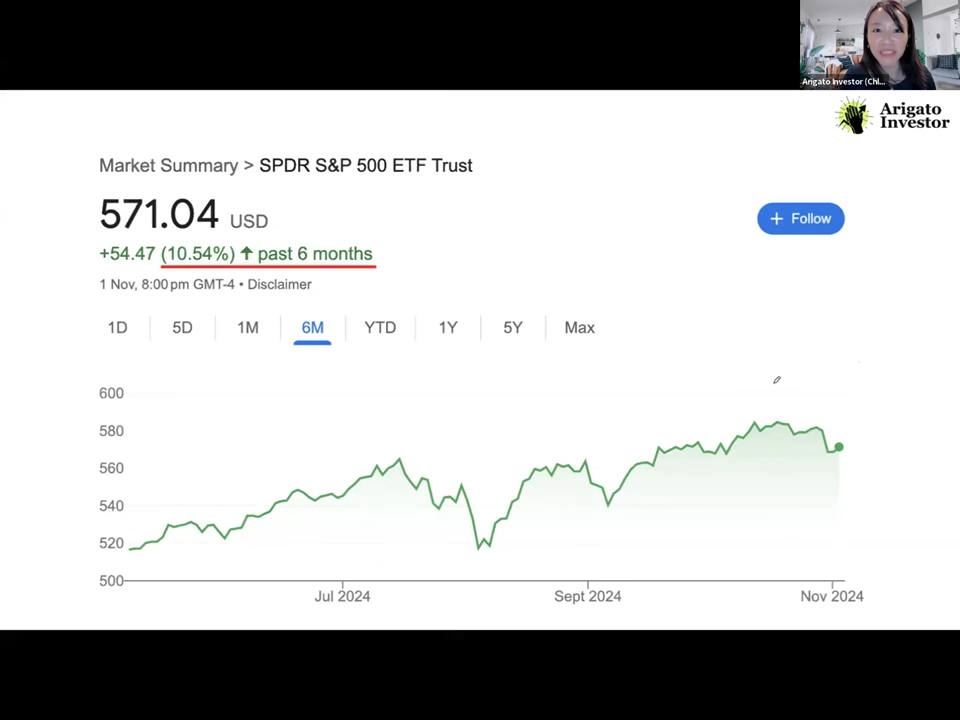 Arigato Investor (Chl...
Arigato
Investor
Market Summary > SPDR S&P 500 ETF Trust
571.04 USD
+ Follow
+54.47 (10.54%) ↑ past 6 months
1 Nov, 8:00 pm GMT-4 • Disclaimer
1D 5D 1M 6M YTD 1Y 5Y Max
600
580
560
540
520
500
Jul 2024 Sept 2024 Nov 2024